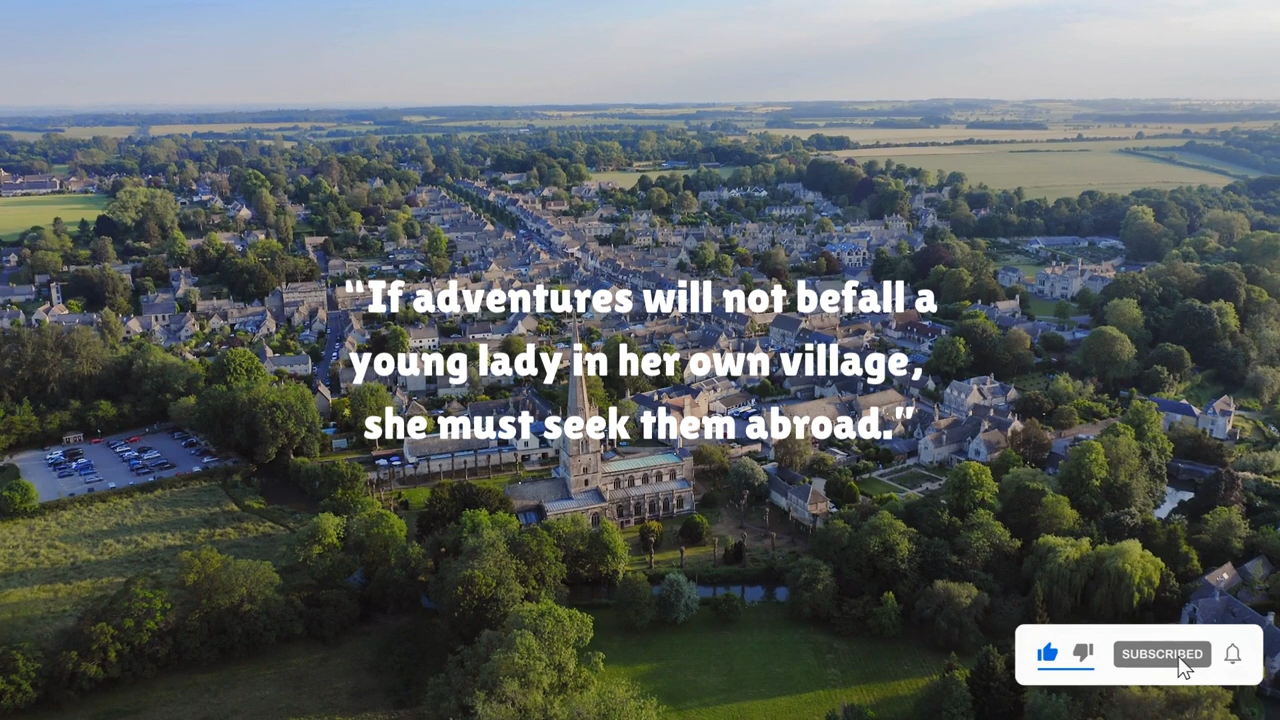 “If adventures will not befall a
young lady in her own village,
she must seek them abroad.”
SUBSCRIBED